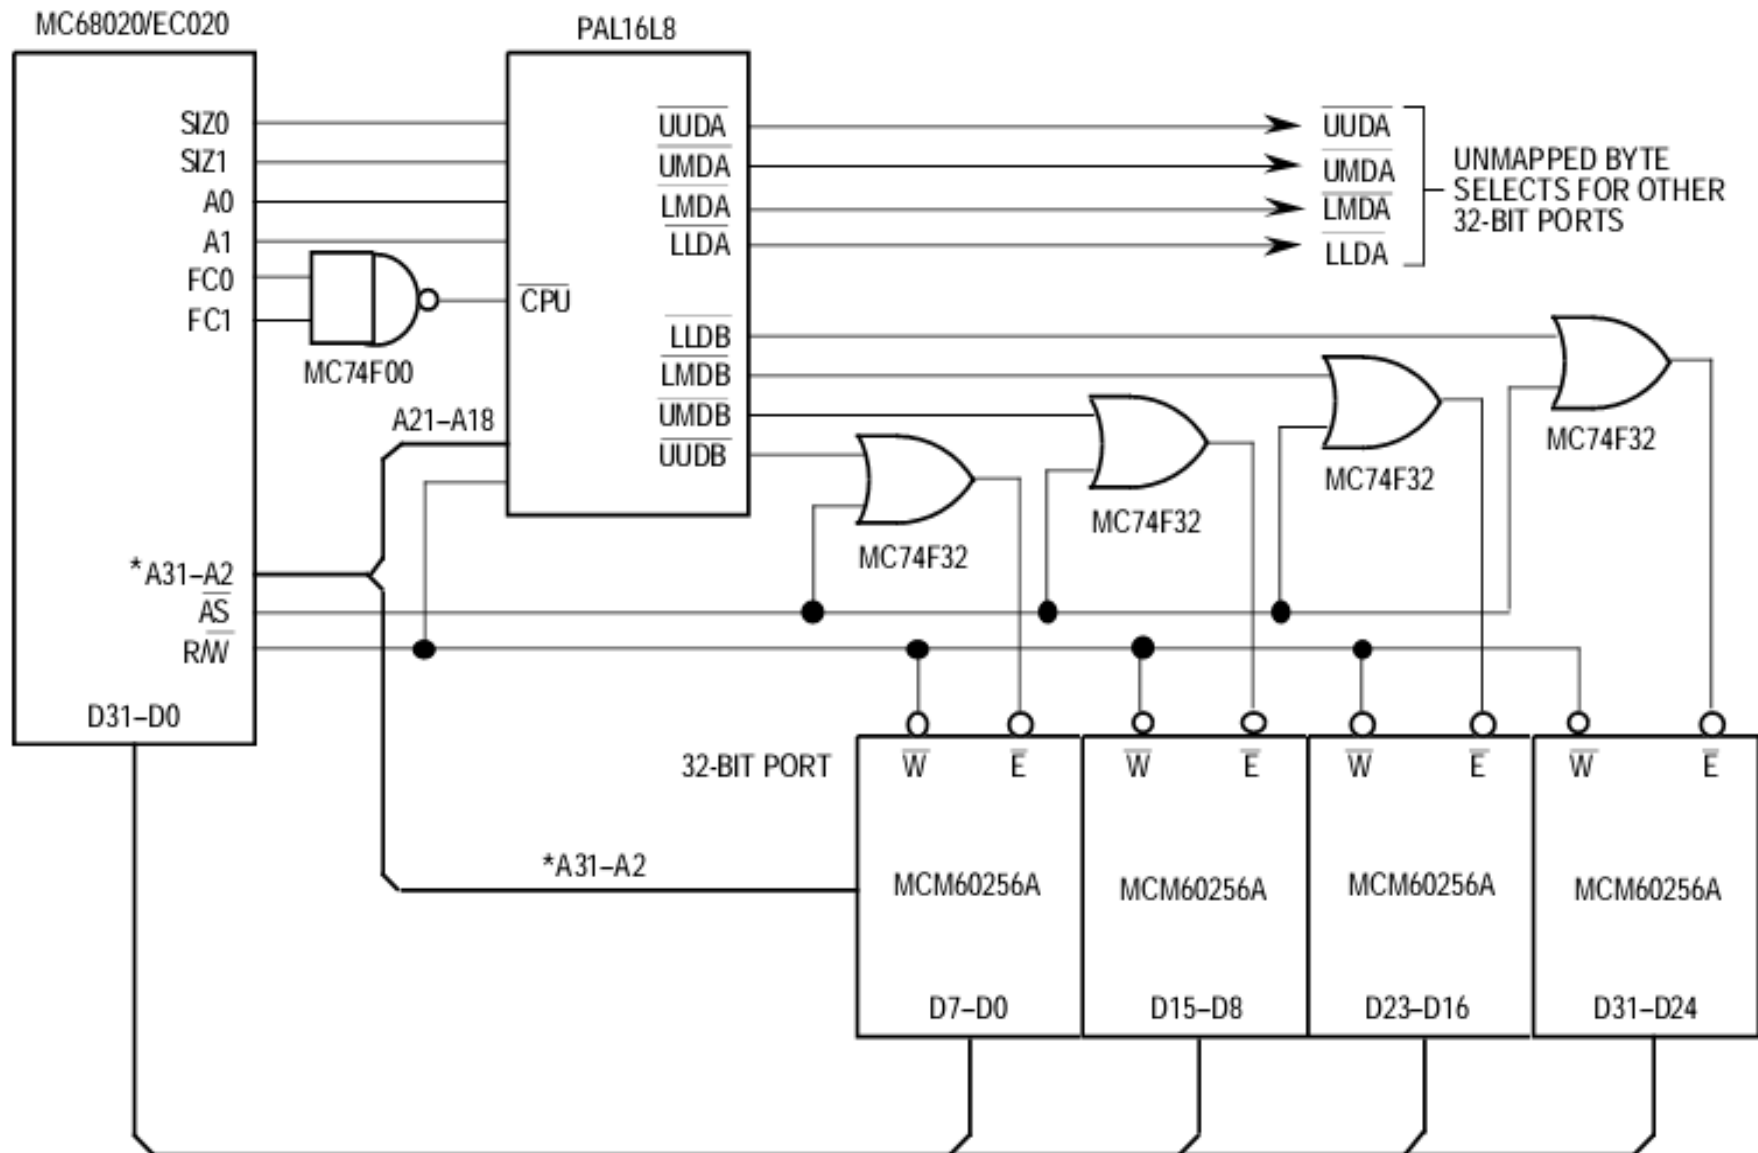 MC68020/EC020
PAL16L8
SIZ0
SIZ1
A0
A1
FC0
FC1
MC74F00
A21–A18
*A31–A2
AS
R/W
D31–D0
CPU
UUDA
UMDA
LMDA
LLDA
LLDB
LMDB
UMDB
UUDB
UUDA
UMDA
LMDA
LLDA
UNMAPPED BYTE
SELECTS FOR OTHER
32-BIT PORTS
MC74F32
MC74F32
MC74F32
MC74F32
32-BIT PORT
*A31–A2
W E
MCM60256A
D7–D0
W E
MCM60256A
D15–D8
W E
MCM60256A
D23–D16
W E
MCM60256A
D31–D24